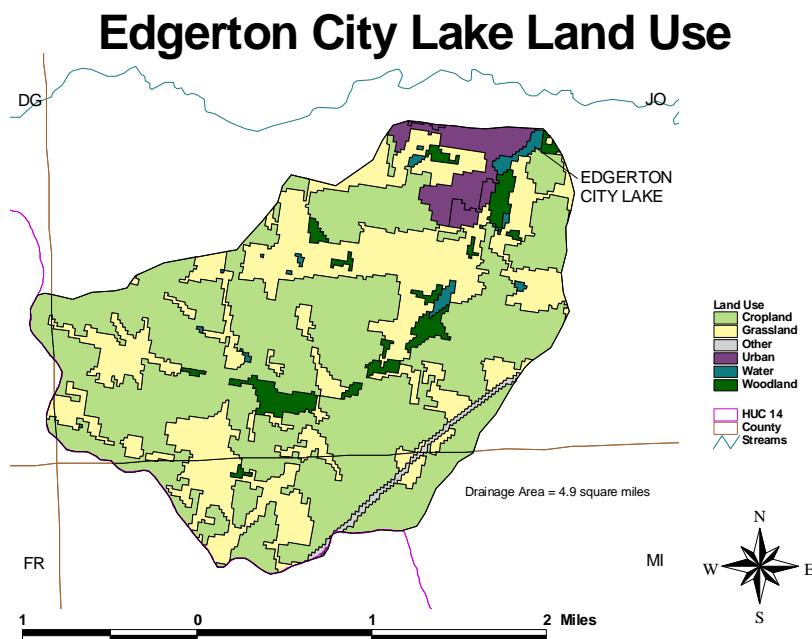 Edgerton City Lake Land Use
DG
JO
EDGERTON
CITY LAKE
Land Use
Cropland
Grassland
Other
Urban
Water
Woodland
HUC 14
County
Streams
Drainage Area = 4.9 square miles
FR
MI
N
W
E
S
1 0 1 2 Miles